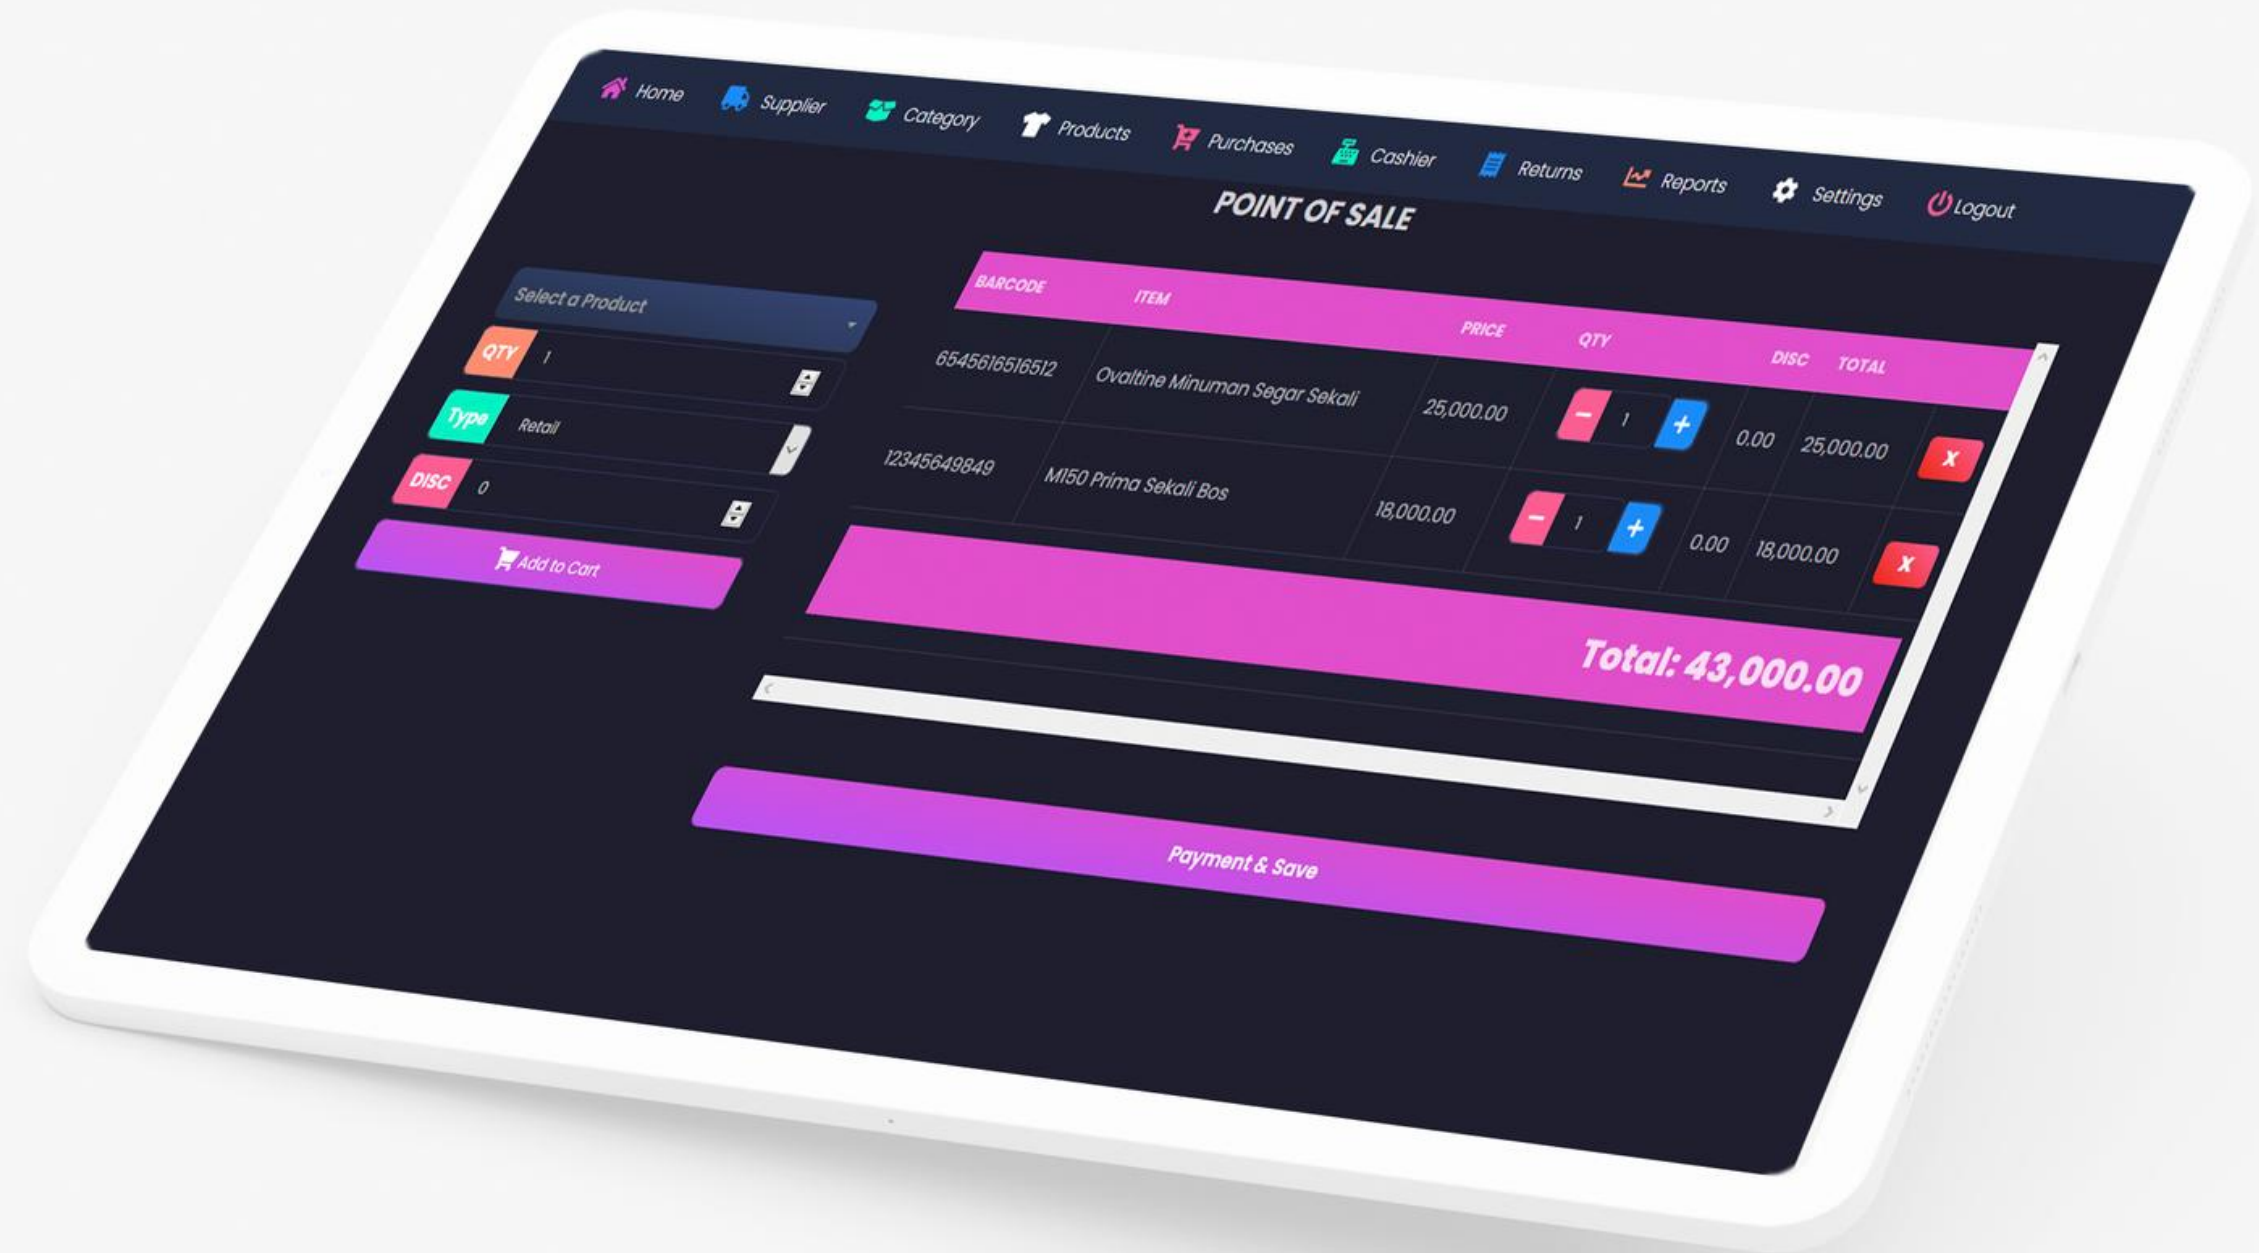 Home Supplier Category Products Purchases Cashier Returns Reports Settings Logout
POINT OF SALE
Select a Product
QTY 1
Type Retail
DISC 0
Add to Cart
BARCODE ITEM PRICE QTY DISC TOTAL
6545616516512 Ovaltine Minuman Segar Sekali 25,000.00 - 1 + 0.00 25,000.00 X
12345649849 M150 Prima Sekali Bos 18,000.00 - 1 + 0.00 18,000.00 X
Total: 43,000.00
Payment & Save